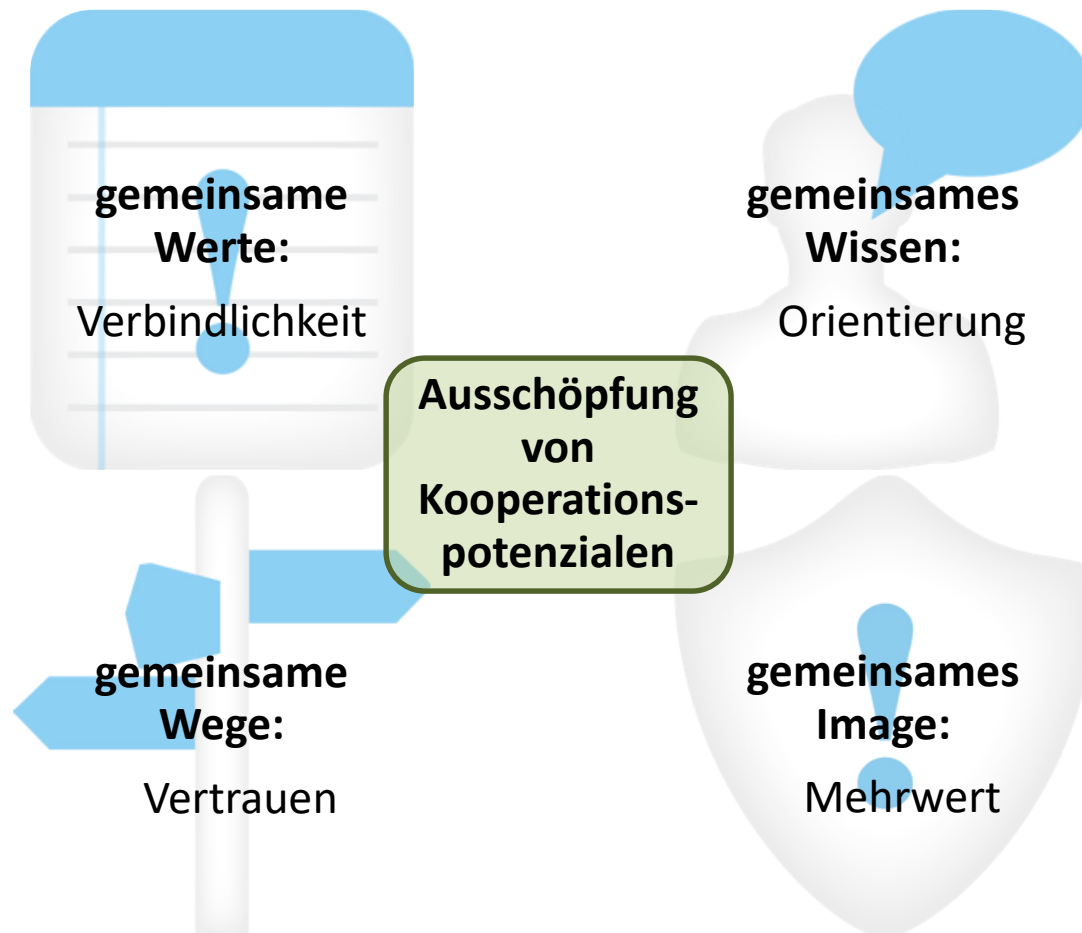 gemeinsame
Werte:
Verbindlichkeit
gemeinsames
Wissen:
Orientierung
Ausschöpfung
von
Kooperations-
potenzialen
gemeinsame
Wege:
Vertrauen
gemeinsames
Image:
Mehrwert